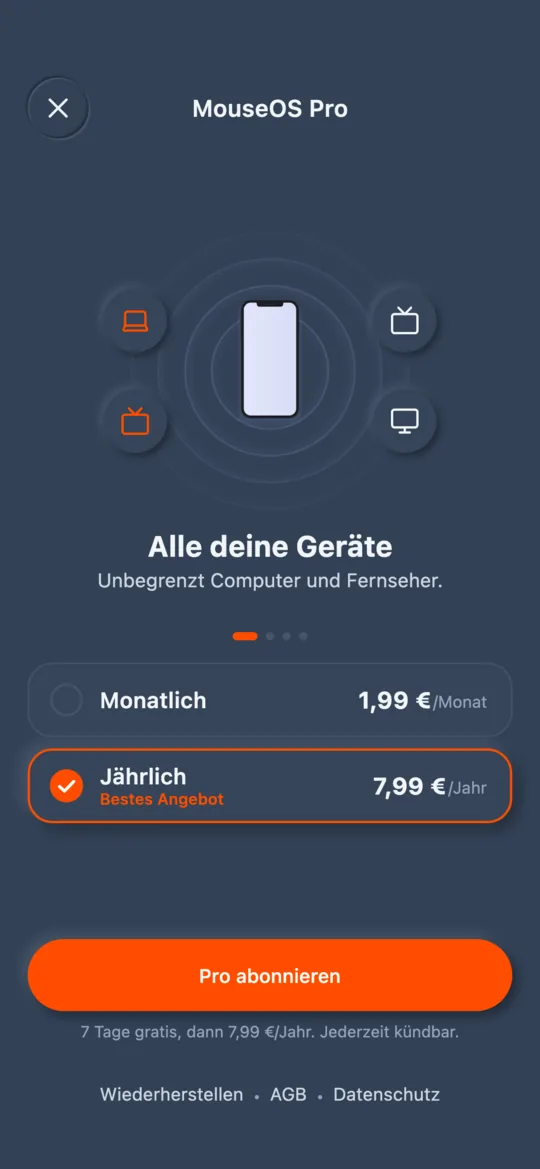 MouseOS Pro
Alle deine Geräte
Unbegrenzt Computer und Fernseher.
Monatlich 1,99 €/Monat
Jährlich 7,99 €/Jahr
Bestes Angebot
Pro abonnieren
7 Tage gratis, dann 7,99 €/Jahr. Jederzeit kündbar.
Wiederherstellen • AGB • Datenschutz